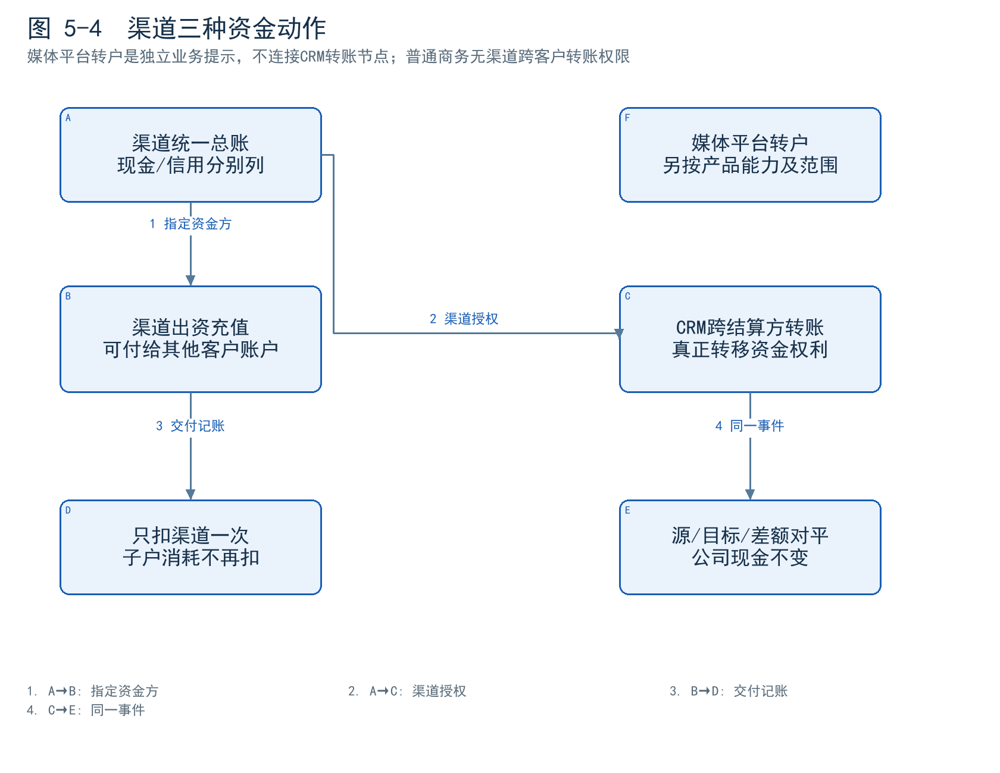 图 5-4 渠道三种资金动作
媒体平台转户是独立业务提示，不连接CRM转账节点；普通商务无渠道跨客户转账权限
A
渠道统一总账
现金/信用分别列
F
媒体平台转户
另按产品能力及范围
1 指定资金方
B
渠道出资充值
可付给其他客户账户
2 渠道授权
C
CRM跨结算方转账
真正转移资金权利
3 交付记账
4 同一事件
D
只扣渠道一次
子户消耗不再扣
E
源/目标/差额对平
公司现金不变
1. A→B: 指定资金方
2. A→C: 渠道授权
3. B→D: 交付记账
4. C→E: 同一事件